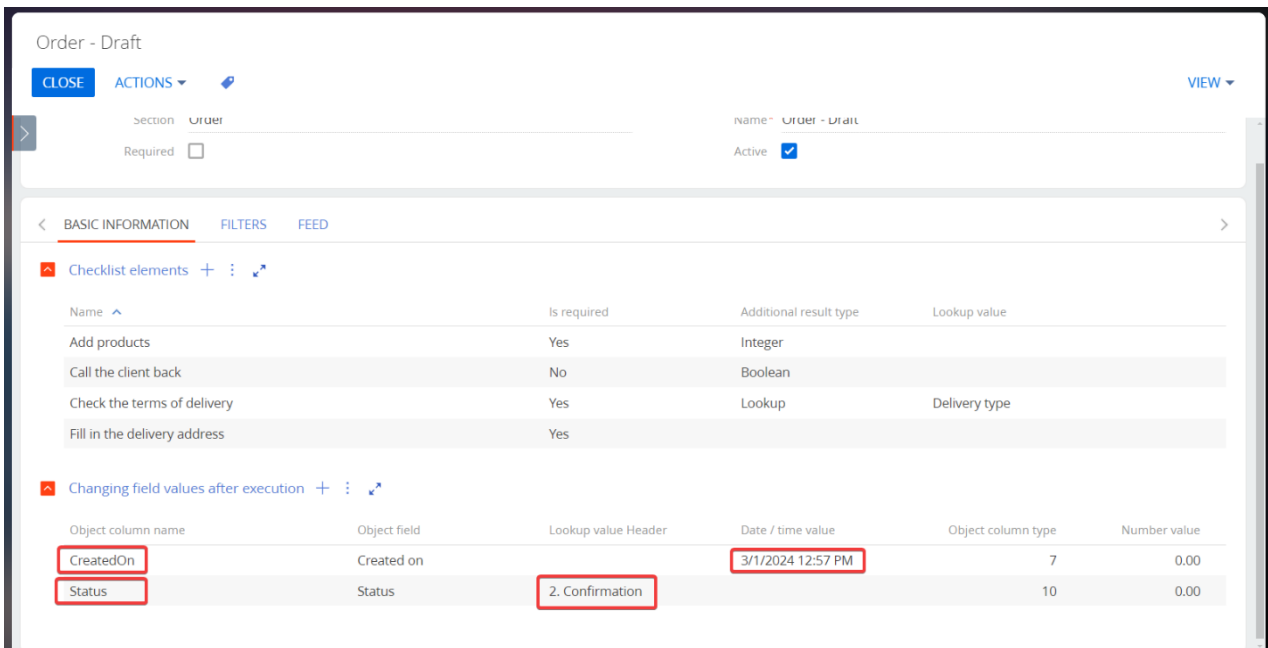 Order - Draft
CLOSE ACTIONS VIEW
Section Order Name* Order - Draft
Required Active
BASIC INFORMATION FILTERS FEED
Checklist elements
Name Is required Additional result type Lookup value
Add products Yes Integer
Call the client back No Boolean
Check the terms of delivery Yes Lookup Delivery type
Fill in the delivery address Yes
Changing field values after execution
Object column name Object field Lookup value Header Date / time value Object column type Number value
CreatedOn Created on 3/1/2024 12:57 PM 7 0.00
Status Status 2. Confirmation 10 0.00